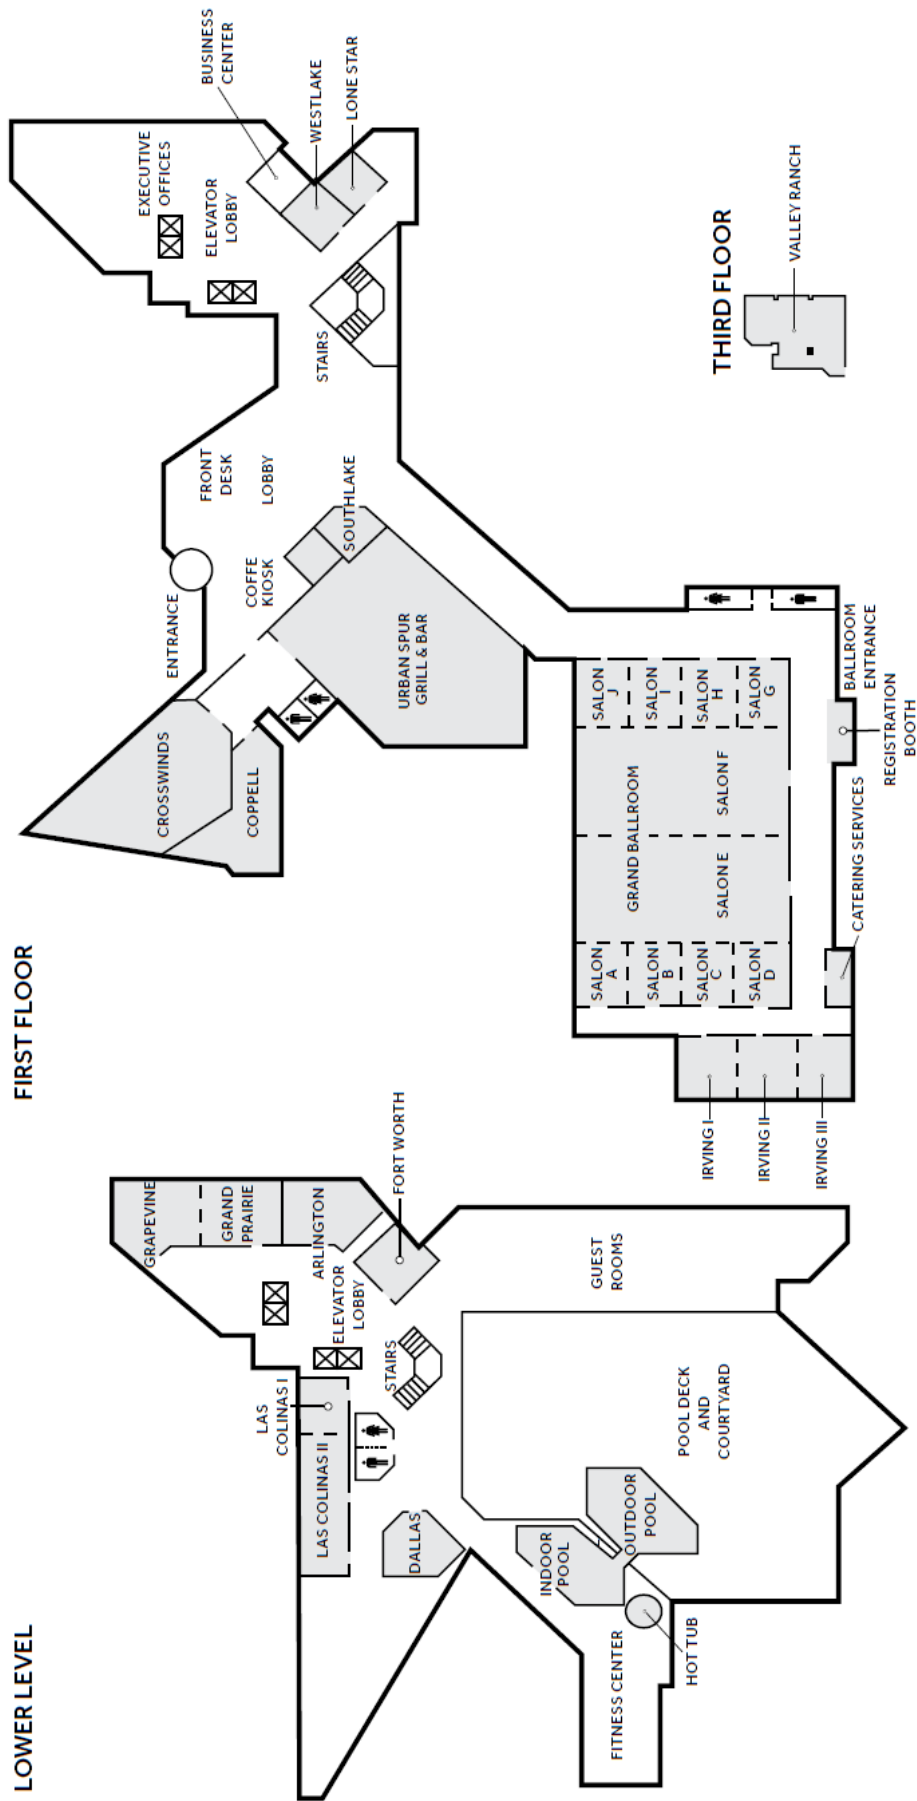 LOWER LEVEL
GRAPEVINE
GRAND
PRAIRIE
ARLINGTON
FORT WORTH
ELEVATOR
LOBBY
STAIRS
LAS
COLINAS I
LAS COLINAS II
DALLAS
GUEST
ROOMS
POOL DECK
AND
COURTYARD
OUTDOOR
POOL
INDOOR
POOL
HOT TUB
FITNESS CENTER
FIRST FLOOR
BUSINESS
CENTER
WESTLAKE
LONE STAR
EXECUTIVE
OFFICES
ELEVATOR
LOBBY
STAIRS
FRONT
DESK
LOBBY
SOUTHLAKE
COFFE
KIOSK
ENTRANCE
URBAN SPUR
GRILL & BAR
CROSSWINDS
COPPELL
SALON
J
SALON
I
SALON
H
SALON
G
GRAND BALLROOM
SALON F
SALON E
SALON
A
SALON
B
SALON
C
SALON
D
BALLROOM
ENTRANCE
REGISTRATION
BOOTH
CATERING SERVICES
IRVING I
IRVING II
IRVING III
THIRD FLOOR
VALLEY RANCH